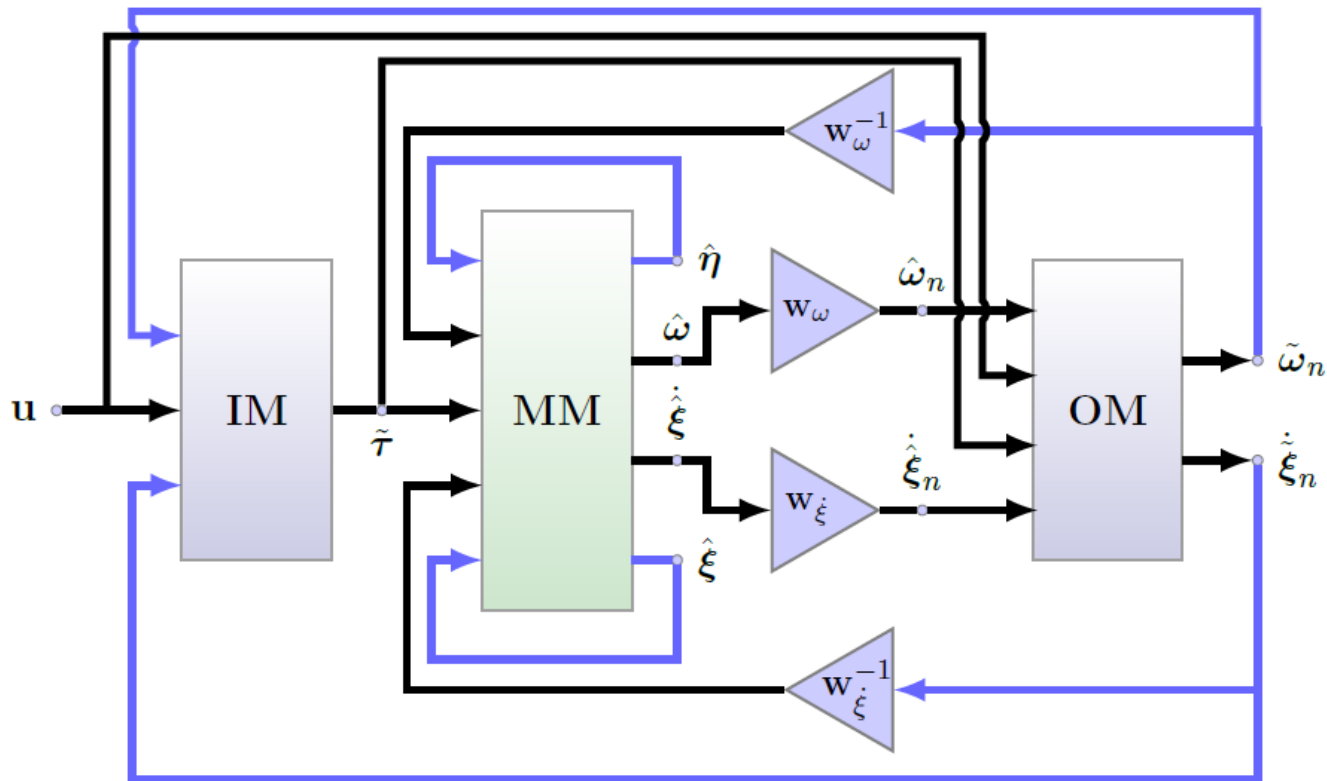 w_ω^{-1}
η̂
ω̂_n
w_ω
ω̂
ω̃_n
u
IM
τ̃
MM
ξ̂̇
OM
ξ̂̇_n
ξ̃̇_n
w_ξ̇
ξ̂
w_ξ̇^{-1}